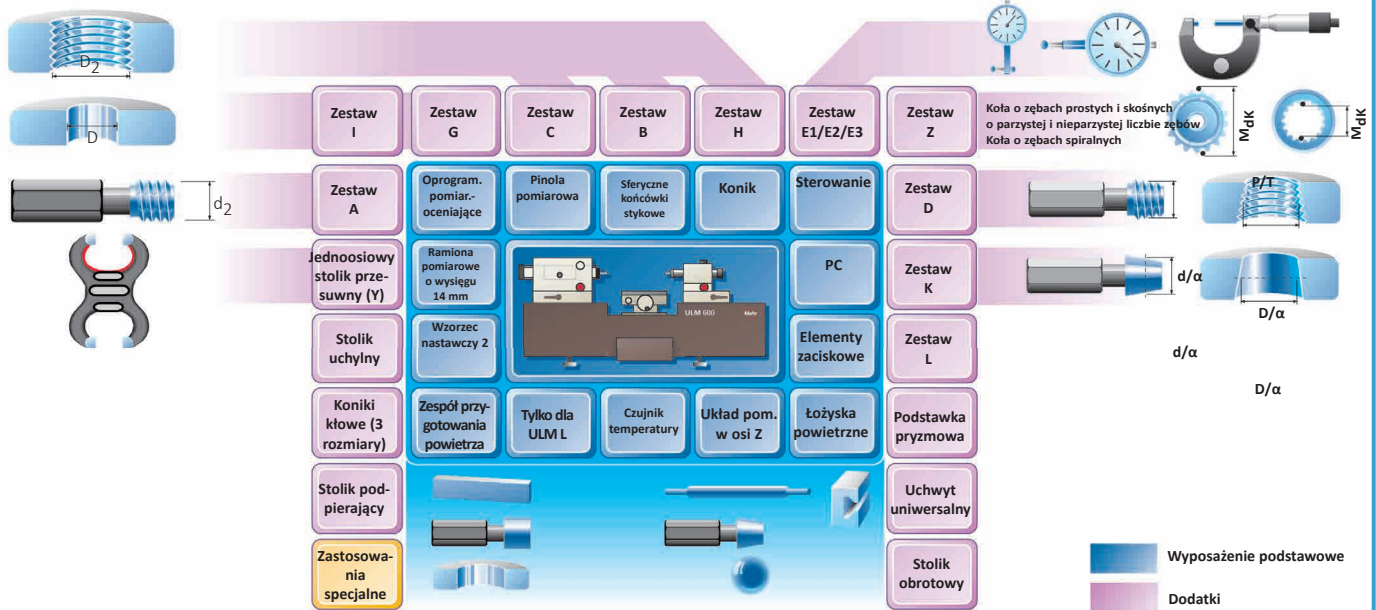 D2
D
d2
Zestaw
I
Zestaw
G
Zestaw
C
Zestaw
B
Zestaw
H
Zestaw
E1/E2/E3
Zestaw
Z
Koła o zębach prostych i skośnych
o parzystej i nieparzystej liczbie zębów
Koła o zębach spiralnych
MdK
MdK
Zestaw
A
Oprogram.
pomiar.-
oceniające
Pinola
pomiarowa
Sferyczne
końcówki
stykowe
Konik
Sterowanie
Zestaw
D
P/T
Jednoosiowy
stolik prze-
suwny (Y)
Ramiona
pomiarowe
o wysięgu
14 mm
ULM 600
Mahr
PC
Zestaw
K
d/α
D/α
Stolik
uchylny
Wzorzec
nastawczy 2
Elementy
zaciskowe
Zestaw
L
d/α
D/α
Koniki
kłowe (3
rozmiary)
Zespół przy-
gotowania
powietrza
Tylko dla
ULM L
Czujnik
temperatury
Układ pom.
w osi Z
Łożyska
powietrzne
Podstawka
pryzmowa
Stolik pod-
pierający
Uchwyt
uniwersalny
Zastosowa-
nia
specjalne
Stolik
obrotowy
Wyposażenie podstawowe
Dodatki